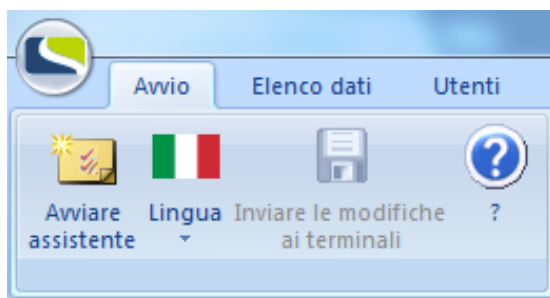 Avvio Elenco dati Utenti
Avviare Lingua Inviare le modifiche ?
assistente ai terminali